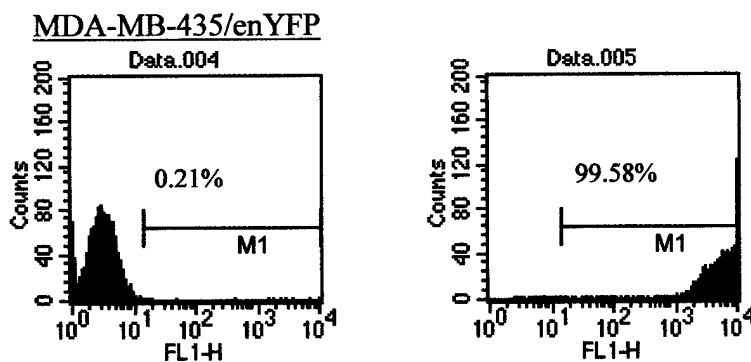 MDA-MB-435/enYFP
Data.004
Counts
200
160
120
80
40
0
0.21%
M1
10^0 10^1 10^2 10^3 10^4
FL1-H
Data.005
Counts
200
160
120
80
40
0
99.58%
M1
10^0 10^1 10^2 10^3 10^4
FL1-H